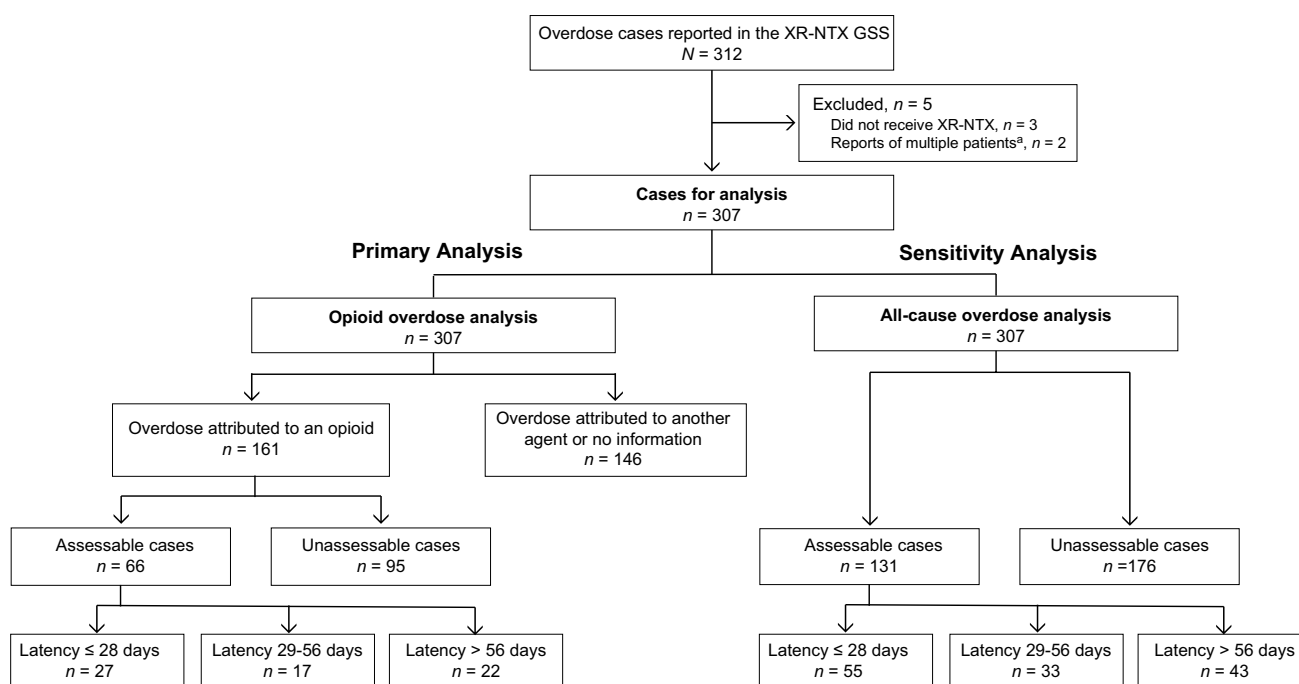 Overdose cases reported in the XR-NTX GSS
N = 312
Excluded, n = 5
Did not receive XR-NTX, n = 3
Reports of multiple patientsª, n = 2
Cases for analysis
n = 307
Primary Analysis
Sensitivity Analysis
Opioid overdose analysis
n = 307
All-cause overdose analysis
n = 307
Overdose attributed to an opioid
n = 161
Overdose attributed to another
agent or no information
n = 146
Assessable cases
n = 66
Unassessable cases
n = 95
Assessable cases
n = 131
Unassessable cases
n =176
Latency ≤ 28 days
n = 27
Latency 29-56 days
n = 17
Latency > 56 days
n = 22
Latency ≤ 28 days
n = 55
Latency 29-56 days
n = 33
Latency > 56 days
n = 43